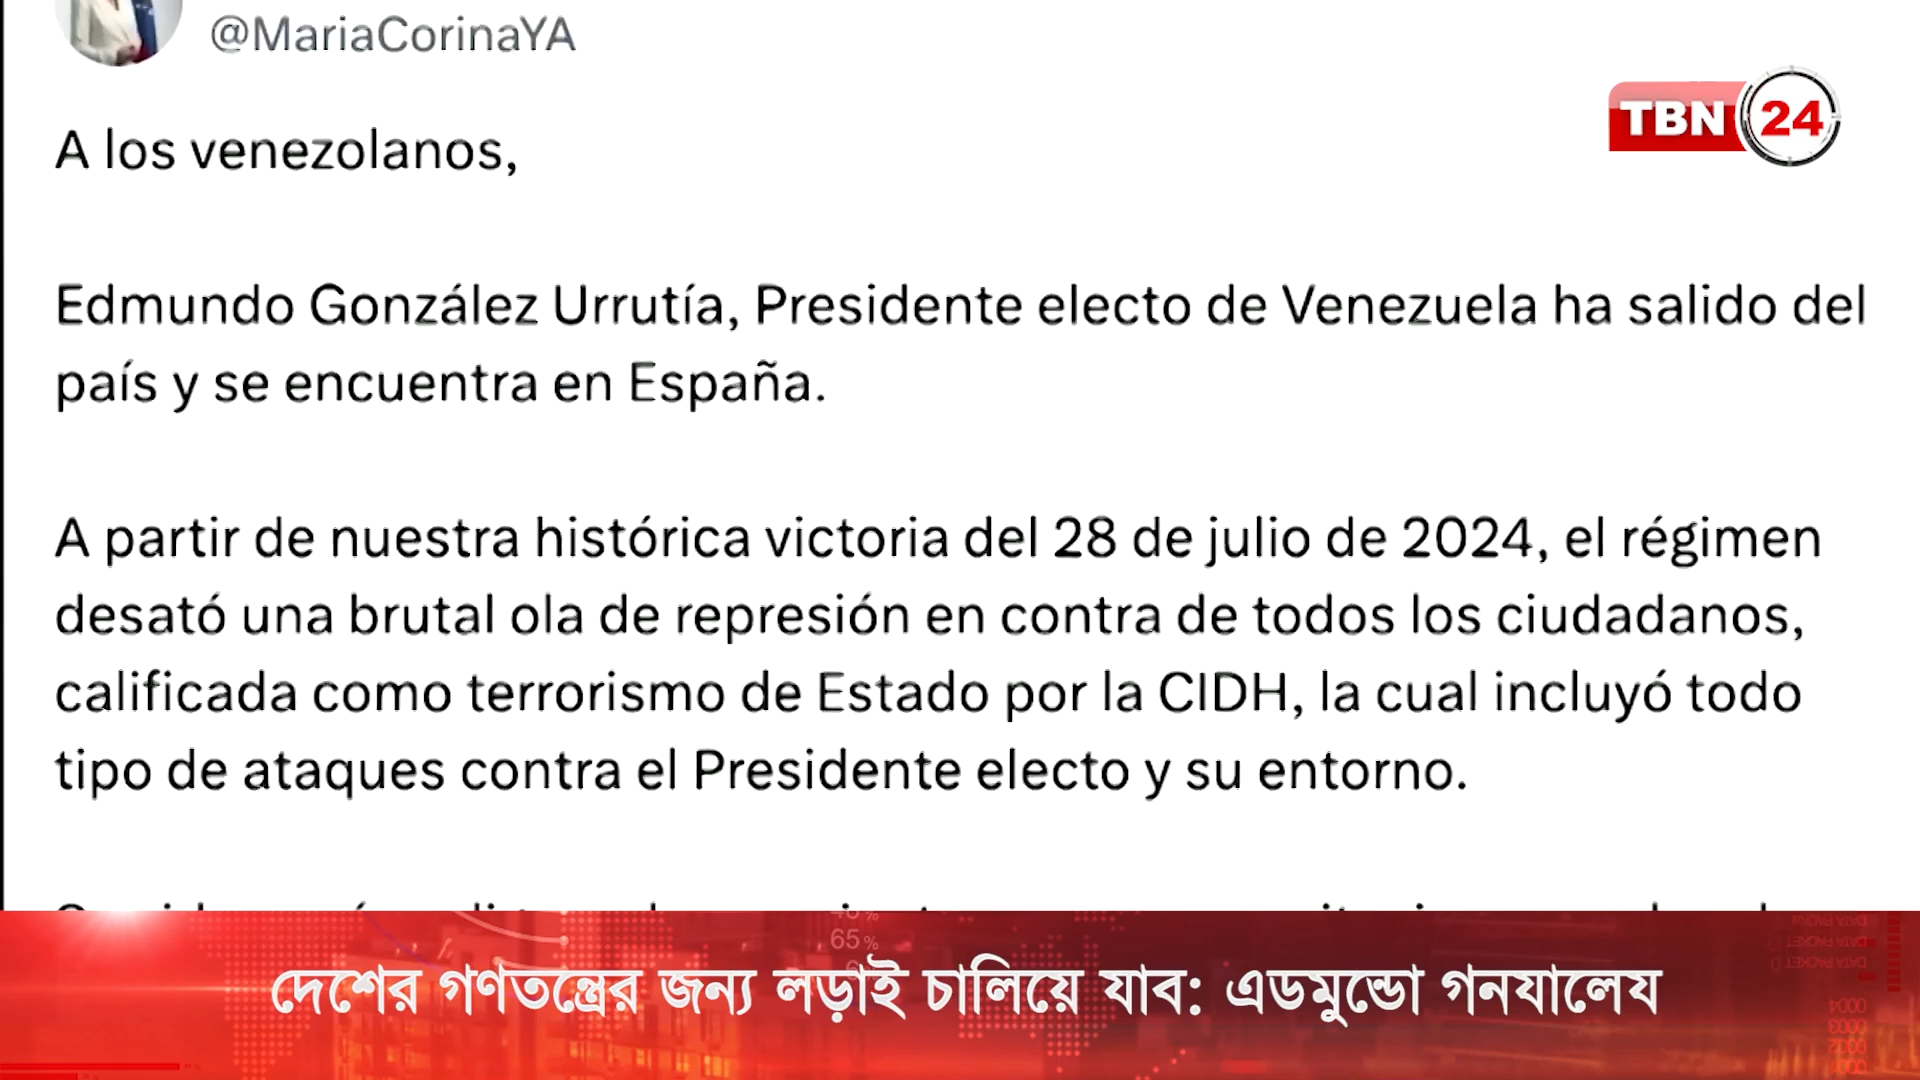 @MariaCorinaYA
TBN 24
A los venezolanos,
Edmundo González Urrutía, Presidente electo de Venezuela ha salido del
país y se encuentra en España.
A partir de nuestra histórica victoria del 28 de julio de 2024, el régimen
desató una brutal ola de represión en contra de todos los ciudadanos,
calificada como terrorismo de Estado por la CIDH, la cual incluyó todo
tipo de ataques contra el Presidente electo y su entorno.
65%
দেশের গণতন্ত্রের জন্য লড়াই চালিয়ে যাব: এডমুন্ডো গনযালেয